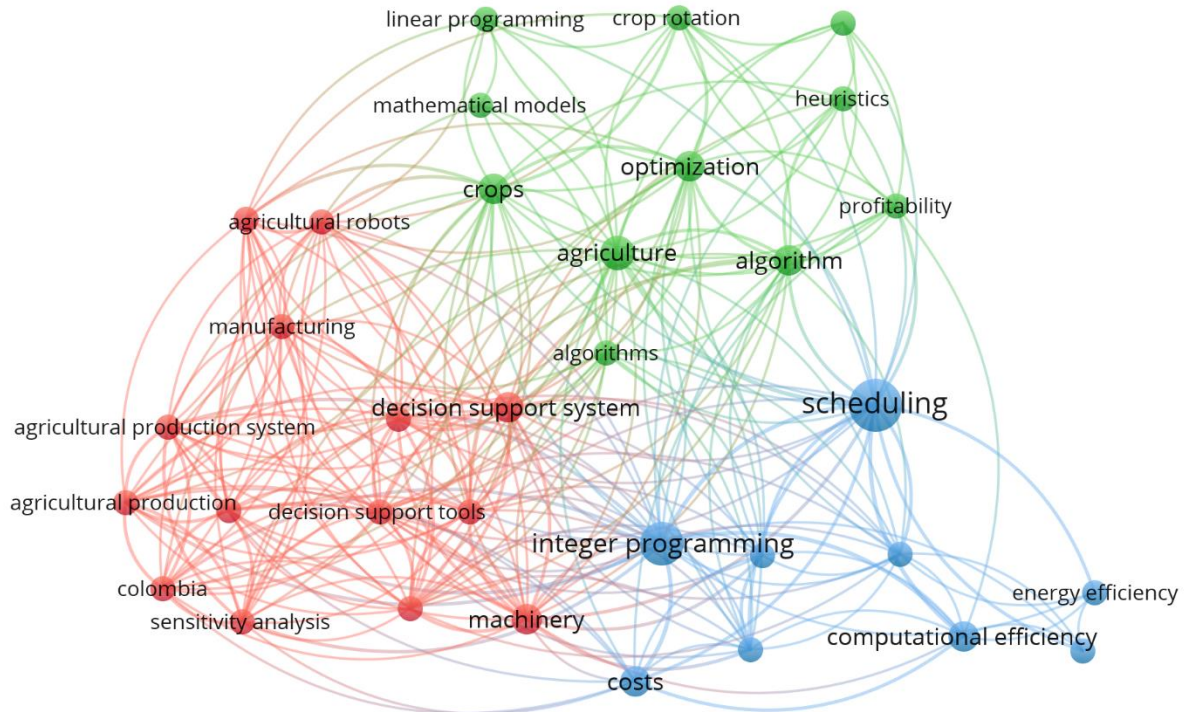 linear programming
crop rotation
mathematical models
heuristics
optimization
crops
profitability
agricultural robots
agriculture
algorithm
manufacturing
algorithms
scheduling
decision support system
agricultural production system
agricultural production
decision support tools
integer programming
colombia
energy efficiency
sensitivity analysis
machinery
computational efficiency
costs